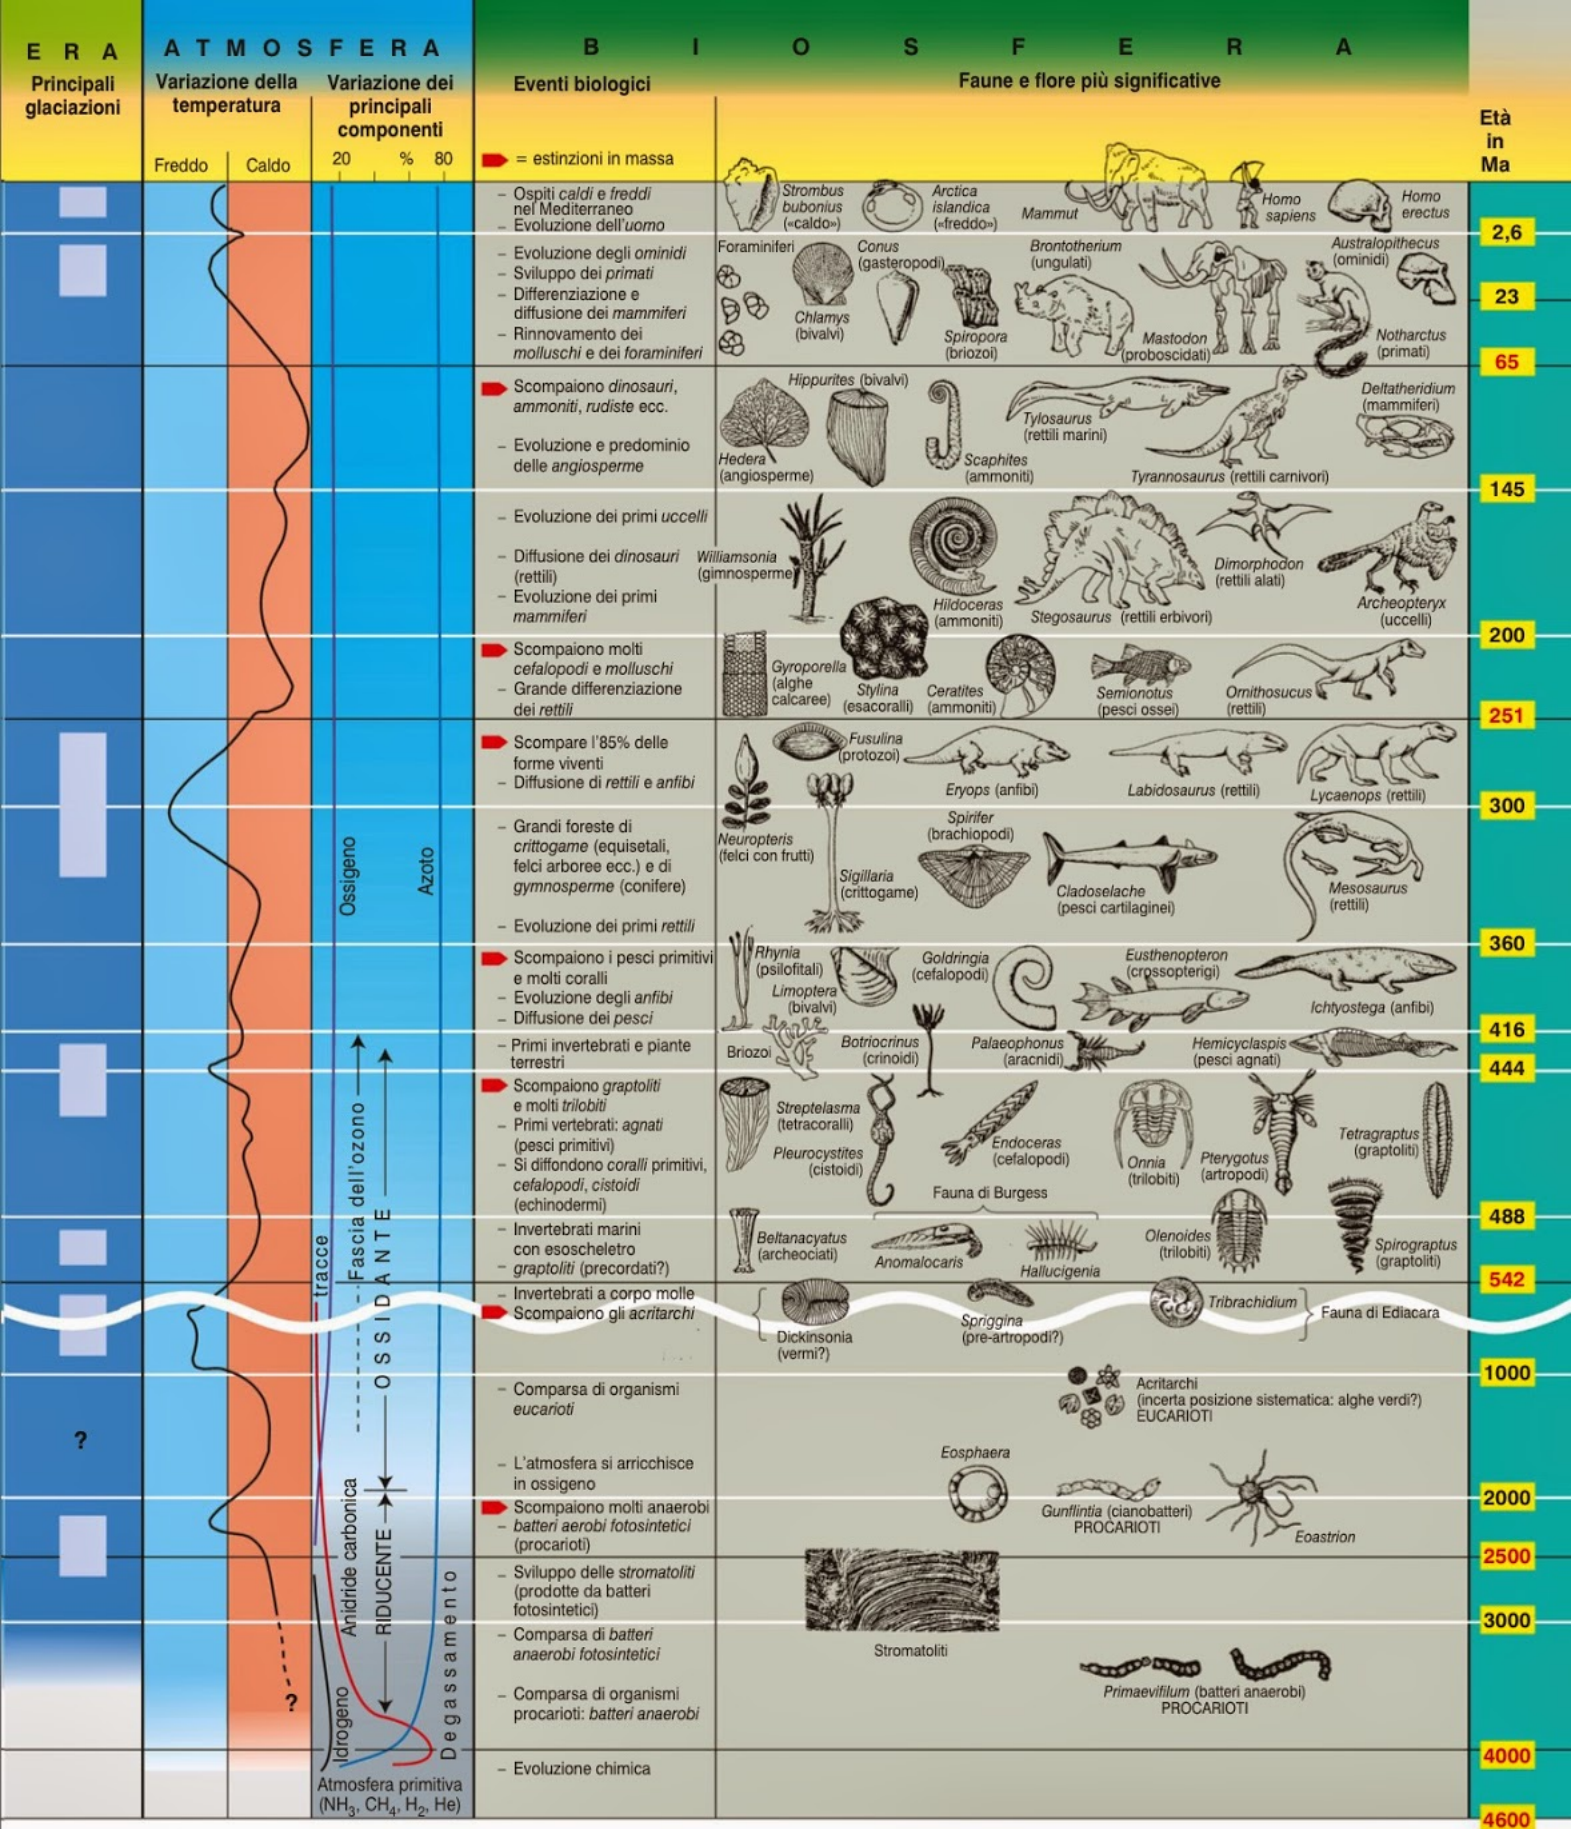 ERA
Principali
glaciazioni
ATMOSFERA
Variazione della
temperatura
Variazione dei
principali
componenti
Freddo
Caldo
20
%
80
BIOSFERA
Eventi biologici
Faune e flore più significative
= estinzioni in massa
Età
in
Ma
– Ospiti caldi e freddi
nel Mediterraneo
– Evoluzione dell'uomo
Strombus
bubonius
(«caldo»)
Arctica
islandica
(«freddo»)
Mammut
Homo
sapiens
Homo
erectus
2,6
– Evoluzione degli ominidi
– Sviluppo dei primati
– Differenziazione e
diffusione dei mammiferi
– Rinnovamento dei
molluschi e dei foraminiferi
Foraminiferi
Chlamys
(bivalvi)
Conus
(gasteropodi)
Spiropora
(briozoi)
Brontotherium
(ungulati)
Mastodon
(proboscidati)
Australopithecus
(ominidi)
Notharctus
(primati)
23
65
Scompaiono dinosauri,
ammoniti, rudiste ecc.
– Evoluzione e predominio
delle angiosperme
Hedera
(angiosperme)
Hippurites (bivalvi)
Scaphites
(ammoniti)
Tylosaurus
(rettili marini)
Tyrannosaurus (rettili carnivori)
Deltatheridium
(mammiferi)
145
– Evoluzione dei primi uccelli
– Diffusione dei dinosauri
(rettili)
– Evoluzione dei primi
mammiferi
Williamsonia
(gimnosperme)
Hildoceras
(ammoniti)
Stegosaurus (rettili erbivori)
Dimorphodon
(rettili alati)
Archeopteryx
(uccelli)
200
Scompaiono molti
cefalopodi e molluschi
– Grande differenziazione
dei rettili
Gyroporella
(alghe
calcaree)
Stylina
(esacoralli)
Ceratites
(ammoniti)
Semionotus
(pesci ossei)
Ornithosucus
(rettili)
251
Scompare l'85% delle
forme viventi
– Diffusione di rettili e anfibi
Fusulina
(protozoi)
Eryops (anfibi)
Labidosaurus (rettili)
Lycaenops (rettili)
300
– Grandi foreste di
crittogame (equisetali,
felci arboree ecc.) e di
gymnosperme (conifere)
– Evoluzione dei primi rettili
Neuropteris
(felci con frutti)
Sigillaria
(crittogame)
Spirifer
(brachiopodi)
Cladoselache
(pesci cartilaginei)
Mesosaurus
(rettili)
Ossigeno
Azoto
360
Scompaiono i pesci primitivi
e molti coralli
– Evoluzione degli anfibi
– Diffusione dei pesci
Rhynia
(psilofitali)
Limoptera
(bivalvi)
Goldringia
(cefalopodi)
Eusthenopteron
(crossopterigi)
Ichtyostega (anfibi)
416
– Primi invertebrati e piante
terrestri
Briozoi
Botriocrinus
(crinoidi)
Palaeophonus
(aracnidi)
Hemicyclaspis
(pesci agnati)
444
Scompaiono graptoliti
e molti trilobiti
– Primi vertebrati: agnati
(pesci primitivi)
– Si diffondono coralli primitivi,
cefalopodi, cistoidi
(echinodermi)
Streptelasma
(tetracoralli)
Pleurocystites
(cistoidi)
Endoceras
(cefalopodi)
Onnia
(trilobiti)
Pterygotus
(artropodi)
Tetragraptus
(graptoliti)
Fauna di Burgess
488
– Invertebrati marini
con esoscheletro
– graptoliti (precordati?)
Beltanacyatus
(archeociati)
Anomalocaris
Hallucigenia
Olenoides
(trilobiti)
Spirograptus
(graptoliti)
tracce
Fascia dell'ozono
OSSIDANTE
542
– Invertebrati a corpo molle
Scompaiono gli acritarchi
Dickinsonia
(vermi?)
Spriggina
(pre-artropodi?)
Tribrachidium
Fauna di Ediacara
1000
?
– Comparsa di organismi
eucarioti
– L'atmosfera si arricchisce
in ossigeno
Acritarchi
(incerta posizione sistematica: alghe verdi?)
EUCARIOTI
Eosphaera
Gunflintia (cianobatteri)
PROCARIOTI
Eoastrion
2000
Scompaiono molti anaerobi
– batteri aerobi fotosintetici
(procarioti)
2500
– Sviluppo delle stromatoliti
(prodotte da batteri
fotosintetici)
Stromatoliti
3000
– Comparsa di batteri
anaerobi fotosintetici
– Comparsa di organismi
procarioti: batteri anaerobi
Primaevifilum (batteri anaerobi)
PROCARIOTI
?
Anidride carbonica
RIDUCENTE
Idrogeno
Degassamento
4000
– Evoluzione chimica
Atmosfera primitiva
(NH3, CH4, H2, He)
4600